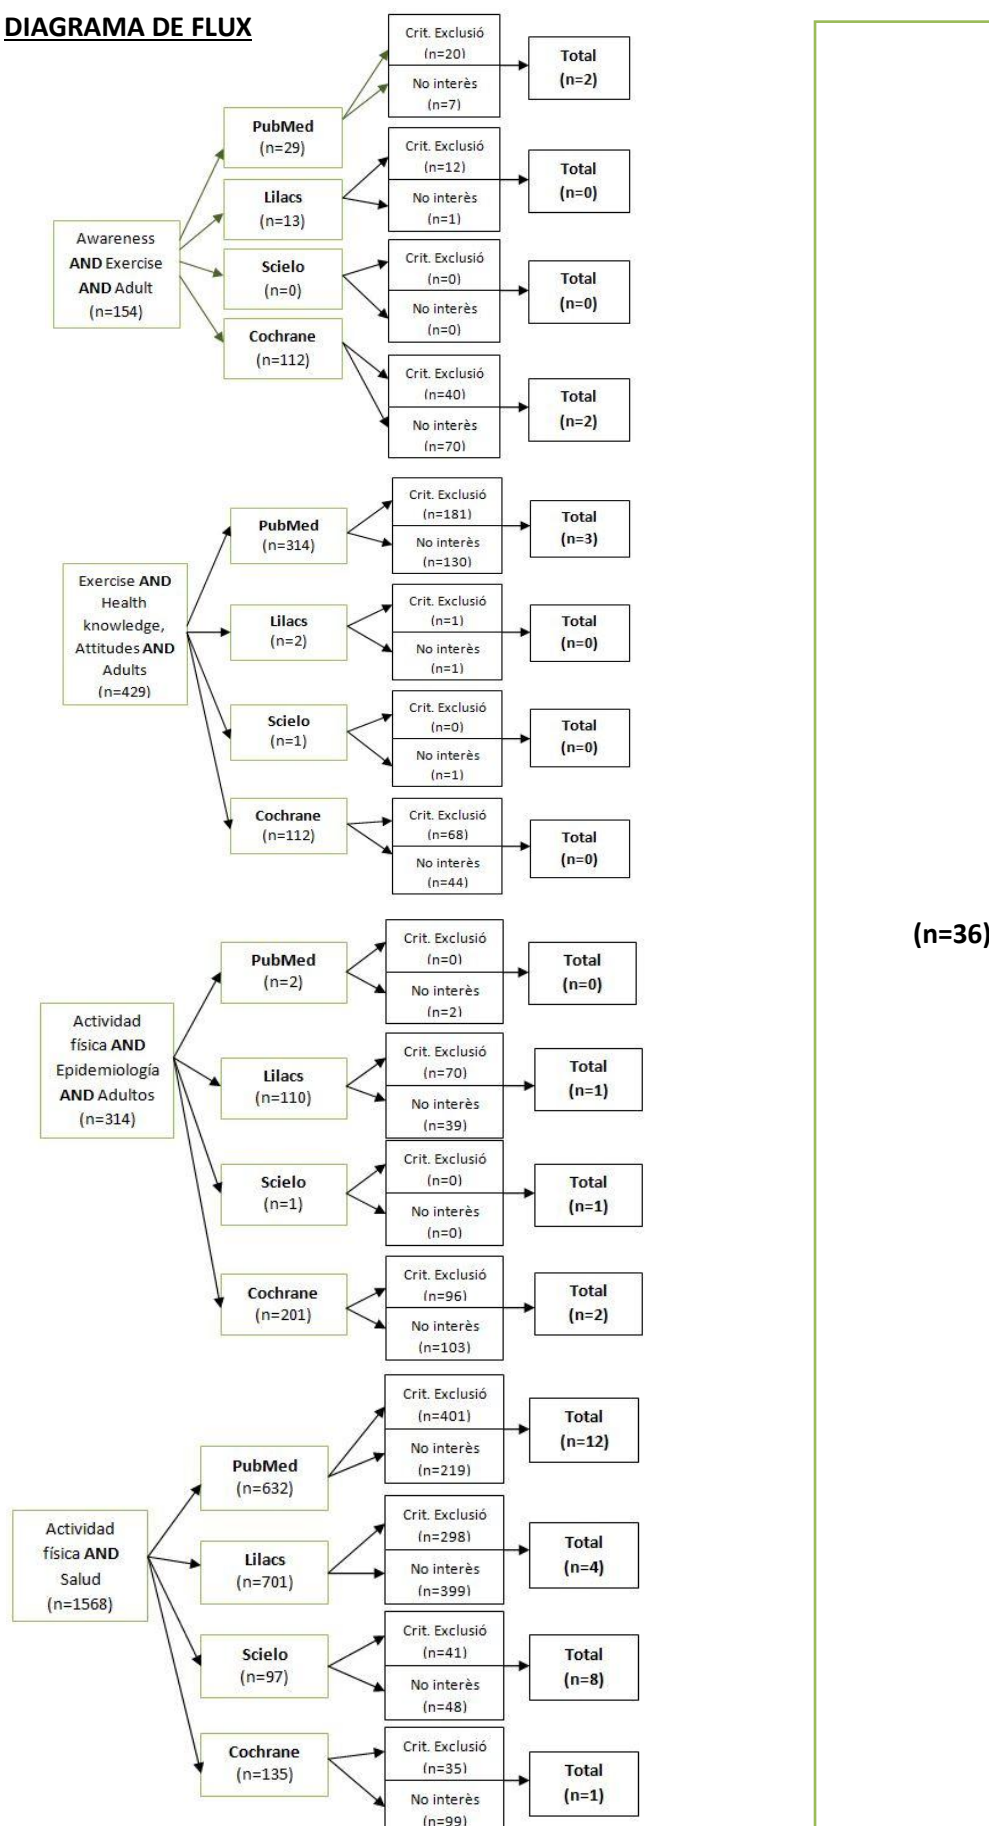 DIAGRAMA DE FLUX
Awareness
AND Exercise
AND Adult
(n=154)
PubMed
(n=29)
Crit. Exclusió
(n=20)
No interès
(n=7)
Total
(n=2)
Lilacs
(n=13)
Crit. Exclusió
(n=12)
No interès
(n=1)
Total
(n=0)
Scielo
(n=0)
Crit. Exclusió
(n=0)
No interès
(n=0)
Total
(n=0)
Cochrane
(n=112)
Crit. Exclusió
(n=40)
No interès
(n=70)
Total
(n=2)
Exercise AND
Health
knowledge,
Attitudes AND
Adults
(n=429)
PubMed
(n=314)
Crit. Exclusió
(n=181)
No interès
(n=130)
Total
(n=3)
Lilacs
(n=2)
Crit. Exclusió
(n=1)
No interès
(n=1)
Total
(n=0)
Scielo
(n=1)
Crit. Exclusió
(n=0)
No interès
(n=1)
Total
(n=0)
Cochrane
(n=112)
Crit. Exclusió
(n=68)
No interès
(n=44)
Total
(n=0)
Actividad
física AND
Epidemiología
AND Adultos
(n=314)
PubMed
(n=2)
Crit. Exclusió
(n=0)
No interès
(n=2)
Total
(n=0)
Lilacs
(n=110)
Crit. Exclusió
(n=70)
No interès
(n=39)
Total
(n=1)
Scielo
(n=1)
Crit. Exclusió
(n=0)
No interès
(n=0)
Total
(n=1)
Cochrane
(n=201)
Crit. Exclusió
(n=96)
No interès
(n=103)
Total
(n=2)
Actividad
física AND
Salud
(n=1568)
PubMed
(n=632)
Crit. Exclusió
(n=401)
No interès
(n=219)
Total
(n=12)
Lilacs
(n=701)
Crit. Exclusió
(n=298)
No interès
(n=399)
Total
(n=4)
Scielo
(n=97)
Crit. Exclusió
(n=41)
No interès
(n=48)
Total
(n=8)
Cochrane
(n=135)
Crit. Exclusió
(n=35)
No interès
(n=99)
Total
(n=1)
(n=36)